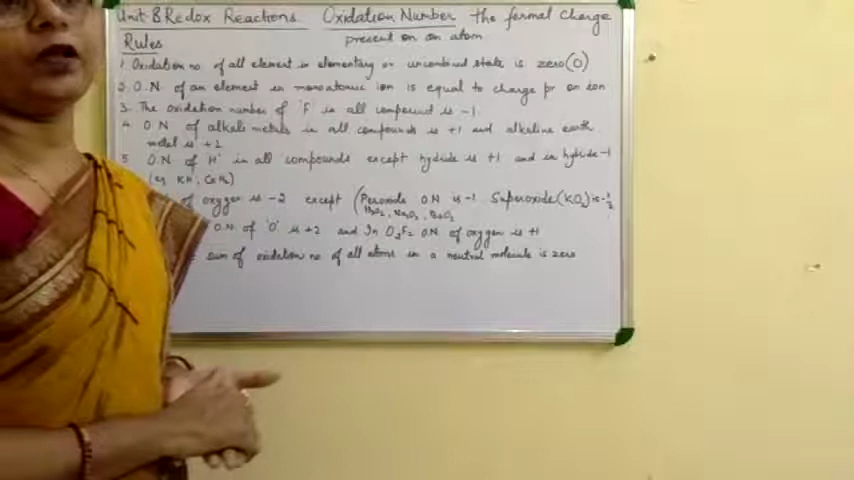 Unit 8 Redox Reactions Oxidation Number The formal Charge
Rules present on an atom
1. Oxidation no. of all element in elementary or uncombined state is zero (0)
2. O.N of an element in monoatomic ion is equal to charge on ion
3. The oxidation number of 'F' in all compound is -1.
4. O.N of alkali metals in all compounds is +1 and alkaline earth
metal is +2
5. O.N of 'H' in all compounds except hydride is +1 and in hybride -1
(eg KH, CaH₂)
of oxygen is -2 except (Peroxide O.N is -1 Superoxide (KO₂) is -1/2
H₂O₂, Na₂O₂, BaO₂
O.N of 'O' is +2 and In O₂F₂ O.N of oxygen is +1
sum of oxidation no of all atoms in a neutral molecule is zero